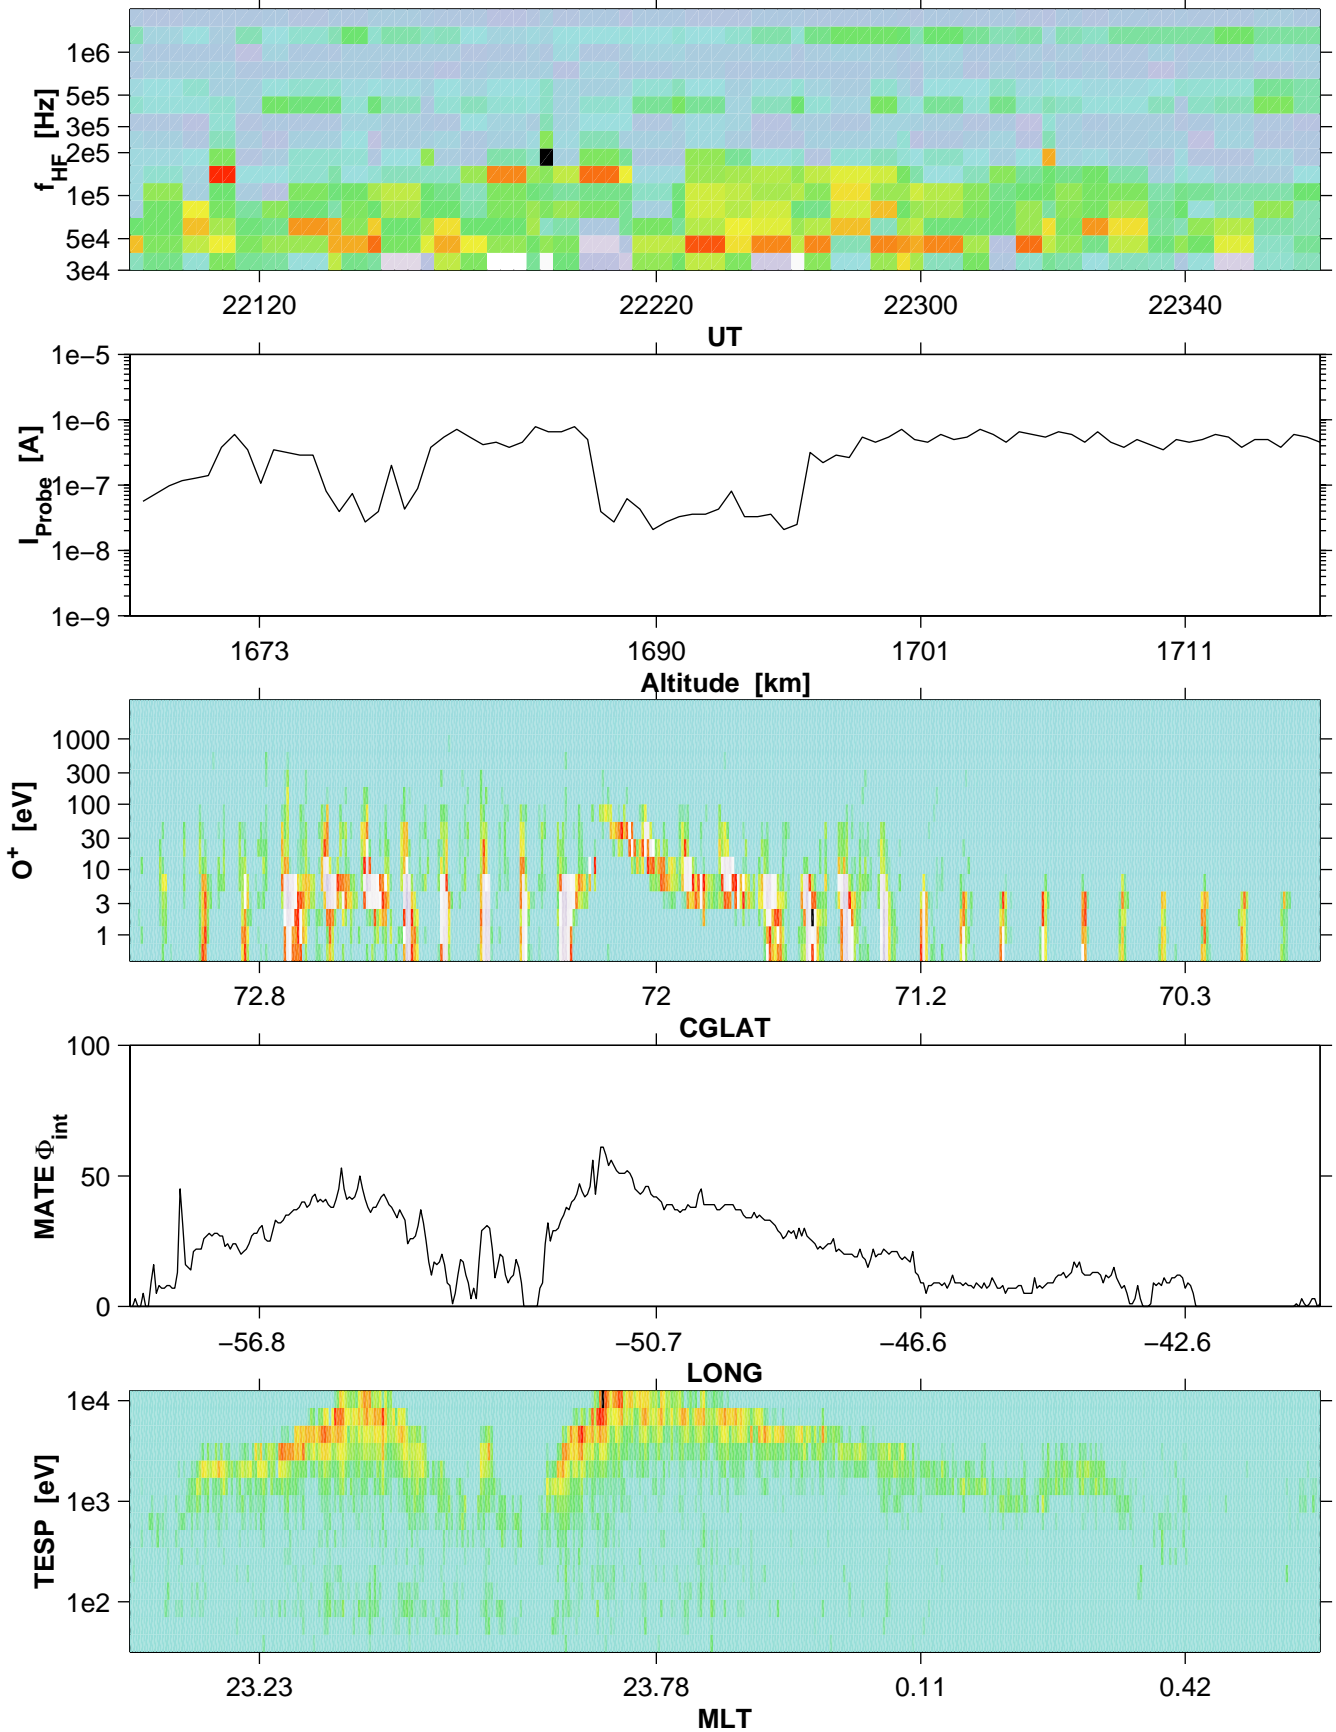 f_HF [Hz]
1e6
5e5
3e5
2e5
1e5
5e4
3e4
22120 22220 22300 22340
UT
I_Probe [A]
1e−5
1e−6
1e−7
1e−8
1e−9
1673 1690 1701 1711
Altitude [km]
O⁺ [eV]
1000
300
100
30
10
3
1
72.8 72 71.2 70.3
CGLAT
MATE Φ_int
100
50
0
−56.8 −50.7 −46.6 −42.6
LONG
TESP [eV]
1e4
1e3
1e2
23.23 23.78 0.11 0.42
MLT